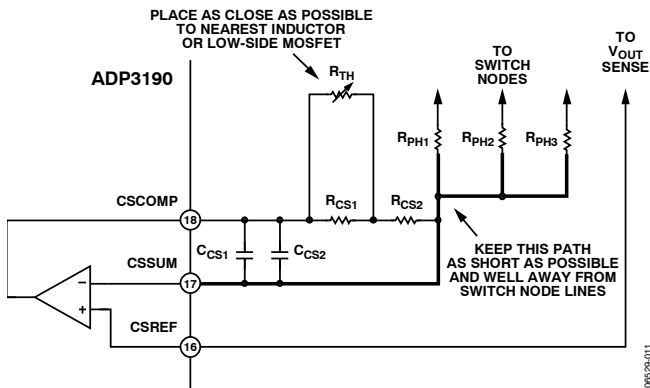 PLACE AS CLOSE AS POSSIBLE
TO NEAREST INDUCTOR
OR LOW-SIDE MOSFET
TO
SWITCH
NODES
TO
VOUT
SENSE
ADP3190
RTH
RPH1
RPH2
RPH3
CSCOMP
18
RCS1
RCS2
CCS1
CCS2
KEEP THIS PATH
AS SHORT AS POSSIBLE
AND WELL AWAY FROM
SWITCH NODE LINES
CSSUM
17
−
+
CSREF
16
06529-011